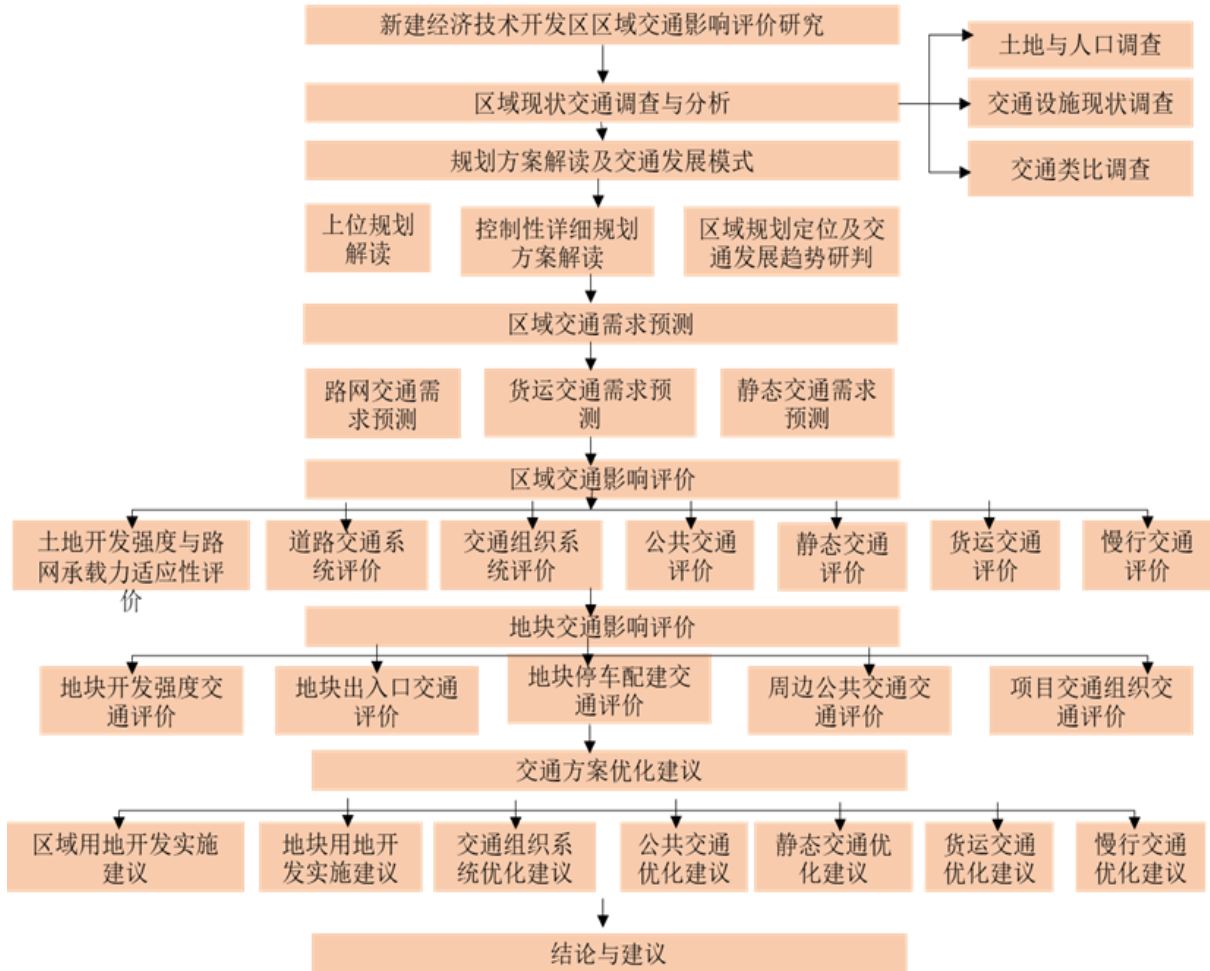 新建经济技术开发区区域交通影响评价研究
土地与人口调查
区域现状交通调查与分析
交通设施现状调查
规划方案解读及交通发展模式
交通类比调查
上位规划
解读
控制性详细规划
方案解读
区域规划定位及交
通发展趋势研判
区域交通需求预测
路网交通需
求预测
货运交通需求预
测
静态交通需求
预测
区域交通影响评价
土地开发强度与路
网承载力适应性评
价
道路交通系
统评价
交通组织系
统评价
公共交通
评价
静态交通
评价
货运交通
评价
慢行交通
评价
地块交通影响评价
地块开发强度交
通评价
地块出入口交通
评价
地块停车配建交
通评价
周边公共交通交
通评价
项目交通组织交
通评价
交通方案优化建议
区域用地开发实施
建议
地块用地开
发实施建议
交通组织系
统优化建议
公共交通
优化建议
静态交通优
化建议
货运交通
优化建议
慢行交通
优化建议
结论与建议